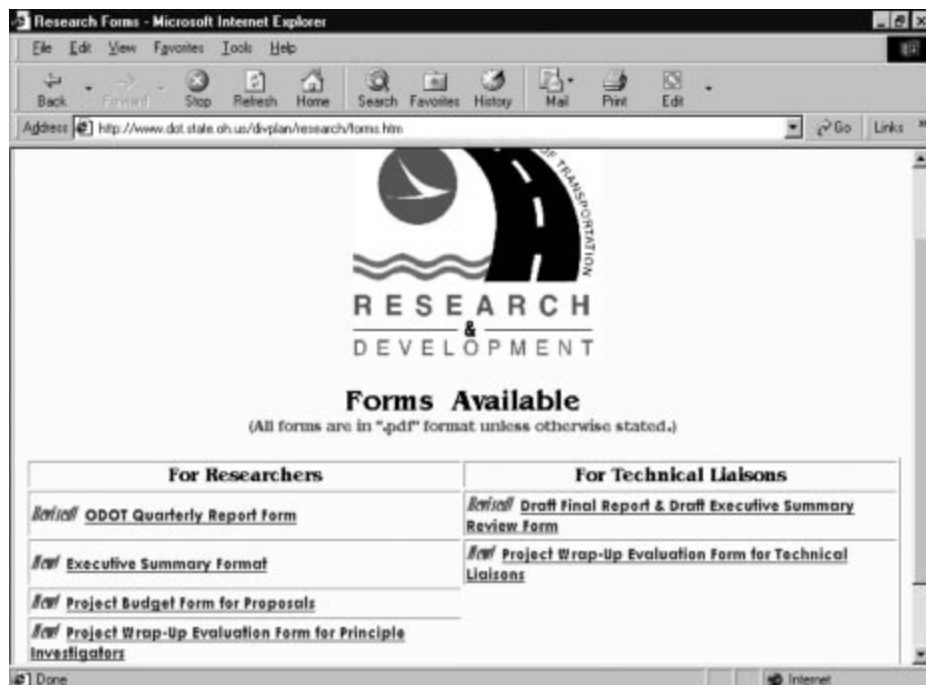 Research Forms - Microsoft Internet Explorer
File Edit View Favorites Tools Help
Back Forward Stop Refresh Home Search Favorites History Mail Print Edit
Address http://www.dot.state.oh.us/divplan/research/forms.htm Go Links
OF TRANSPORTATION
RESEARCH
&
DEVELOPMENT
Forms Available
(All forms are in ".pdf" format unless otherwise stated.)
For Researchers
Revised! ODOT Quarterly Report Form
New! Executive Summary Format
New! Project Budget Form for Proposals
New! Project Wrap-Up Evaluation Form for Principle
Investigators
For Technical Liaisons
Revised! Draft Final Report & Draft Executive Summary
Review Form
New! Project Wrap-Up Evaluation Form for Technical
Liaisons
Done Internet